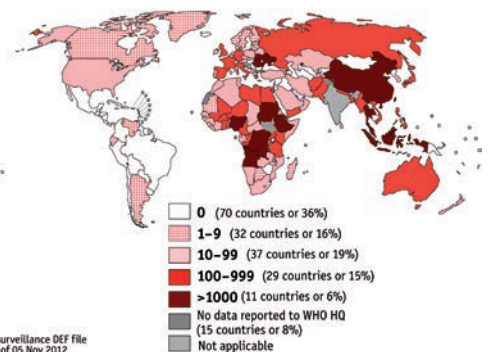 0 (70 countries or 36%)
1–9 (32 countries or 16%)
10–99 (37 countries or 19%)
100–999 (29 countries or 15%)
>1000 (11 countries or 6%)
No data reported to WHO HQ
(15 countries or 8%)
Not applicable
surveillance DEF file
of 05 Nov 2012